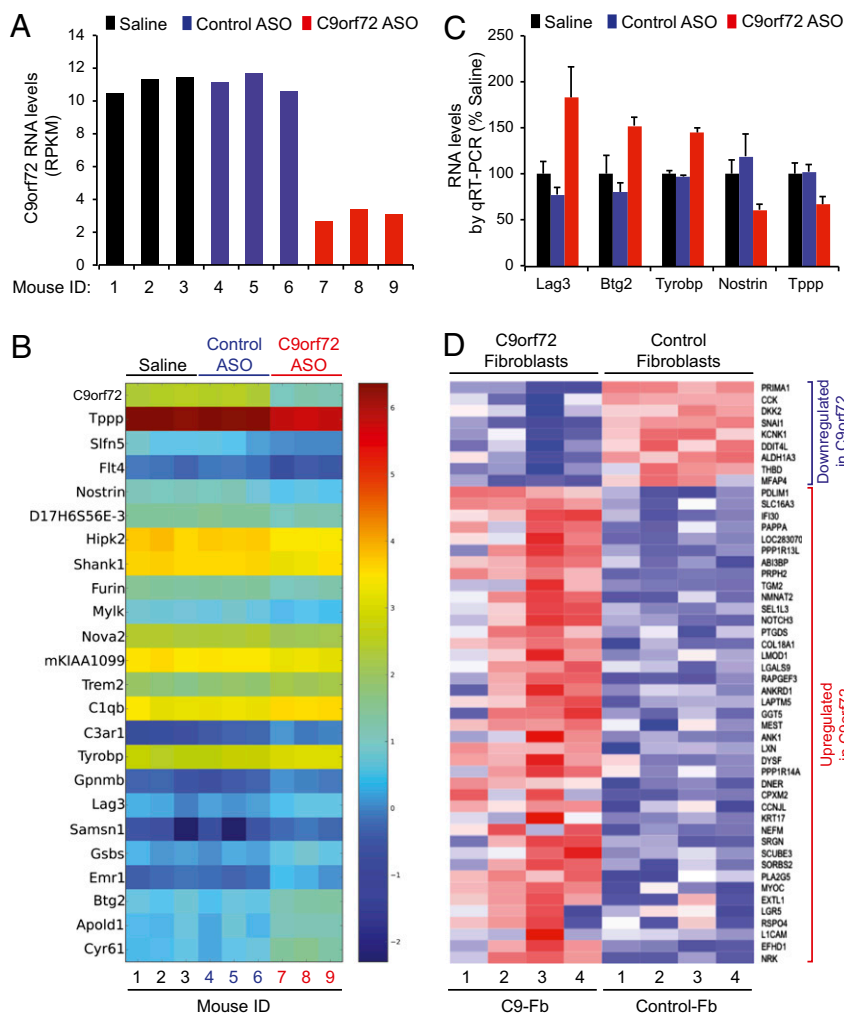 A
Saline
Control ASO
C9orf72 ASO
C9orf72 RNA levels
(RPKM)
14
12
10
8
6
4
2
0
Mouse ID:
1 2 3 4 5 6 7 8 9
C
Saline
Control ASO
C9orf72 ASO
RNA levels
by qRT-PCR (% Saline)
250
200
150
100
50
0
Lag3 Btg2 Tyrobp Nostrin Tppp
B
Saline
Control
ASO
C9orf72
ASO
C9orf72
Tppp
Slfn5
Flt4
Nostrin
D17H6S56E-3
Hipk2
Shank1
Furin
Mylk
Nova2
mKIAA1099
Trem2
C1qb
C3ar1
Tyrobp
Gpnmb
Lag3
Samsn1
Gsbs
Emr1
Btg2
Apold1
Cyr61
6
5
4
3
2
1
0
−1
−2
1 2 3 4 5 6 7 8 9
Mouse ID
D
C9orf72
Fibroblasts
Control
Fibroblasts
PRIMA1
CCK
DKK2
SNAI1
KCNK1
DDIT4L
ALDH1A3
THBD
MFAP4
PDLIM1
SLC16A3
IFI30
PAPPA
LOC283070
PPP1R13L
ABI3BP
PRPH2
TGM2
NMNAT2
SEL1L3
NOTCH3
PTGDS
COL18A1
LMOD1
LGALS9
RAPGEF3
ANKRD1
LAPTM5
GGT5
MEST
ANK1
LXN
DYSF
PPP1R14A
DNER
CPXM2
CCNJL
KRT17
NEFM
SRGN
SCUBE3
SORBS2
PLA2G5
MYOC
EXTL1
LGR5
RSPO4
L1CAM
EFHD1
NRK
Downregulated
in C9orf72
Upregulated
in C9orf72
1 2 3 4 1 2 3 4
C9-Fb
Control-Fb